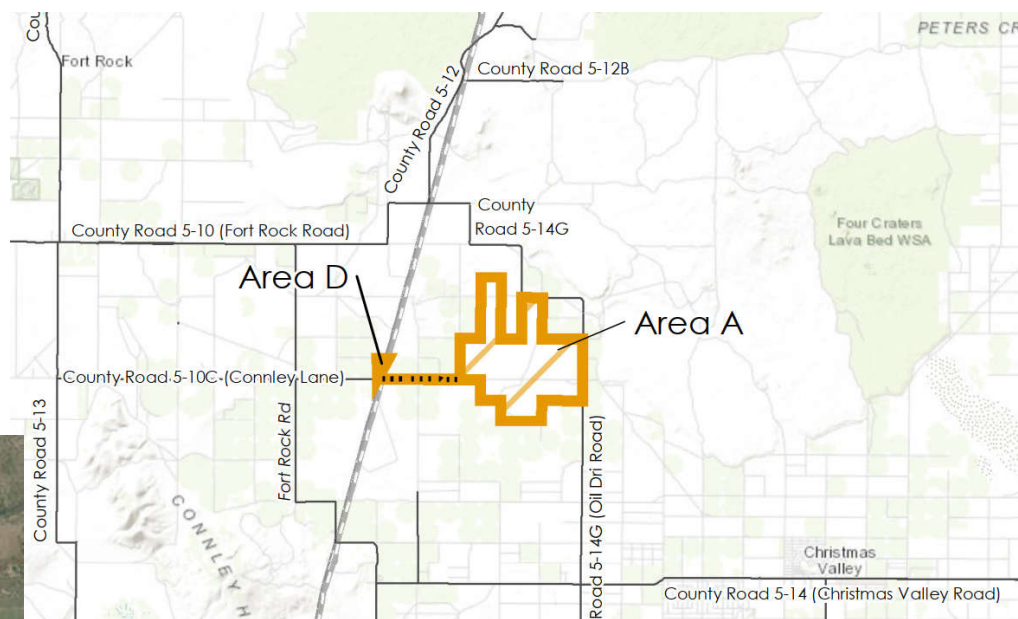 Cou
PETERS CR
Fort Rock
County Road 5-12B
County Road 5-12
County
Road 5-14G
Four Craters
Lava Bed WSA
County Road 5-10 (Fort Rock Road)
Area D
Area A
County Road 5-10C (Connley Lane)
County Road 5-13
Fort Rock Rd
Road 5-14G (Oil Dri Road)
CONNLEY H
Christmas
Valley
County Road 5-14 (Christmas Valley Road)